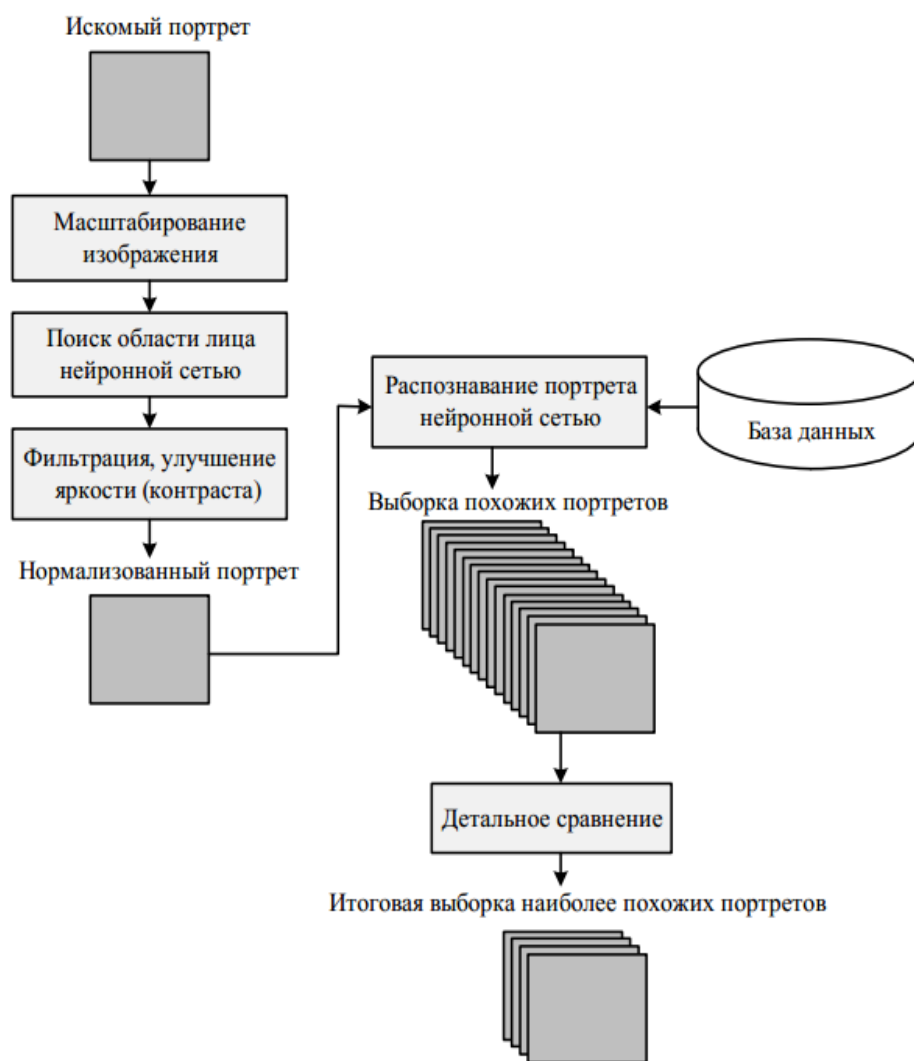 Искомый портрет
Масштабирование
изображения
Поиск области лица
нейронной сетью
Фильтрация, улучшение
яркости (контраста)
Нормализованный портрет
Распознавание портрета
нейронной сетью
База данных
Выборка похожих портретов
Детальное сравнение
Итоговая выборка наиболее похожих портретов